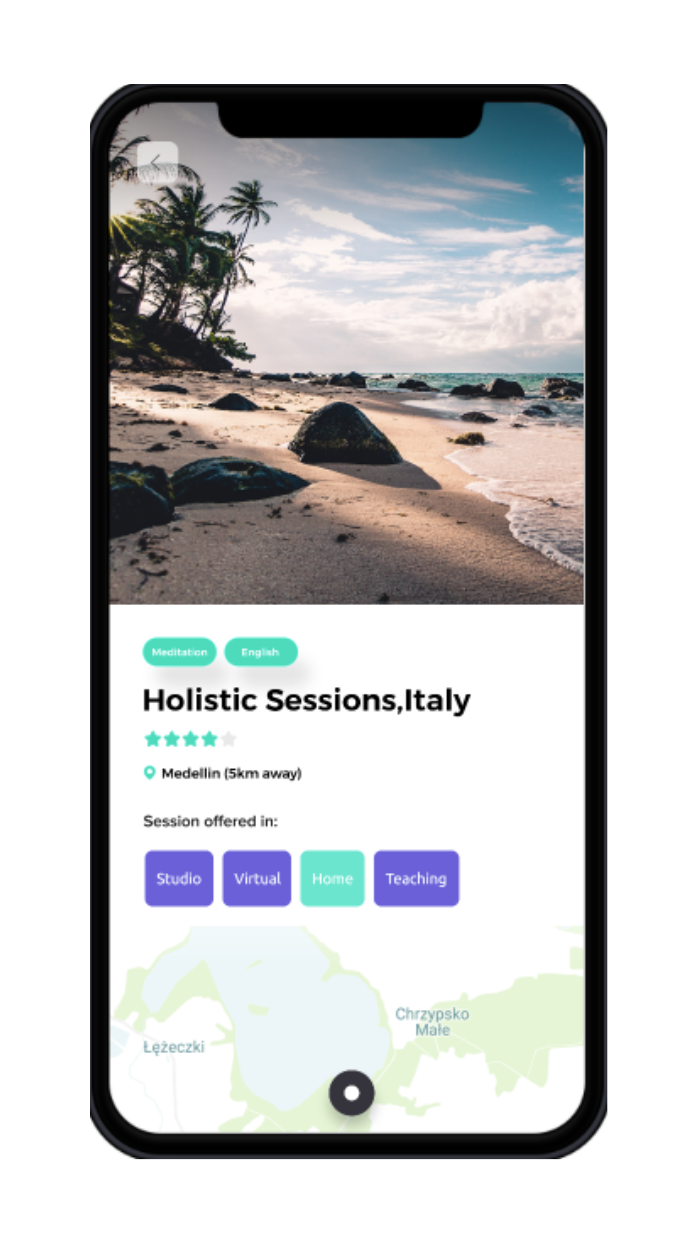 Meditation English
Holistic Sessions,Italy
Medellin (5km away)
Session offered in:
Studio Virtual Home Teaching
Chrzypsko
Małe
Łężeczki